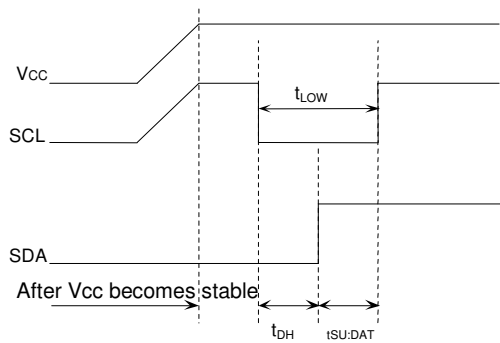 VCC
tLOW
SCL
SDA
After Vcc becomes stable
tDH
tSU:DAT